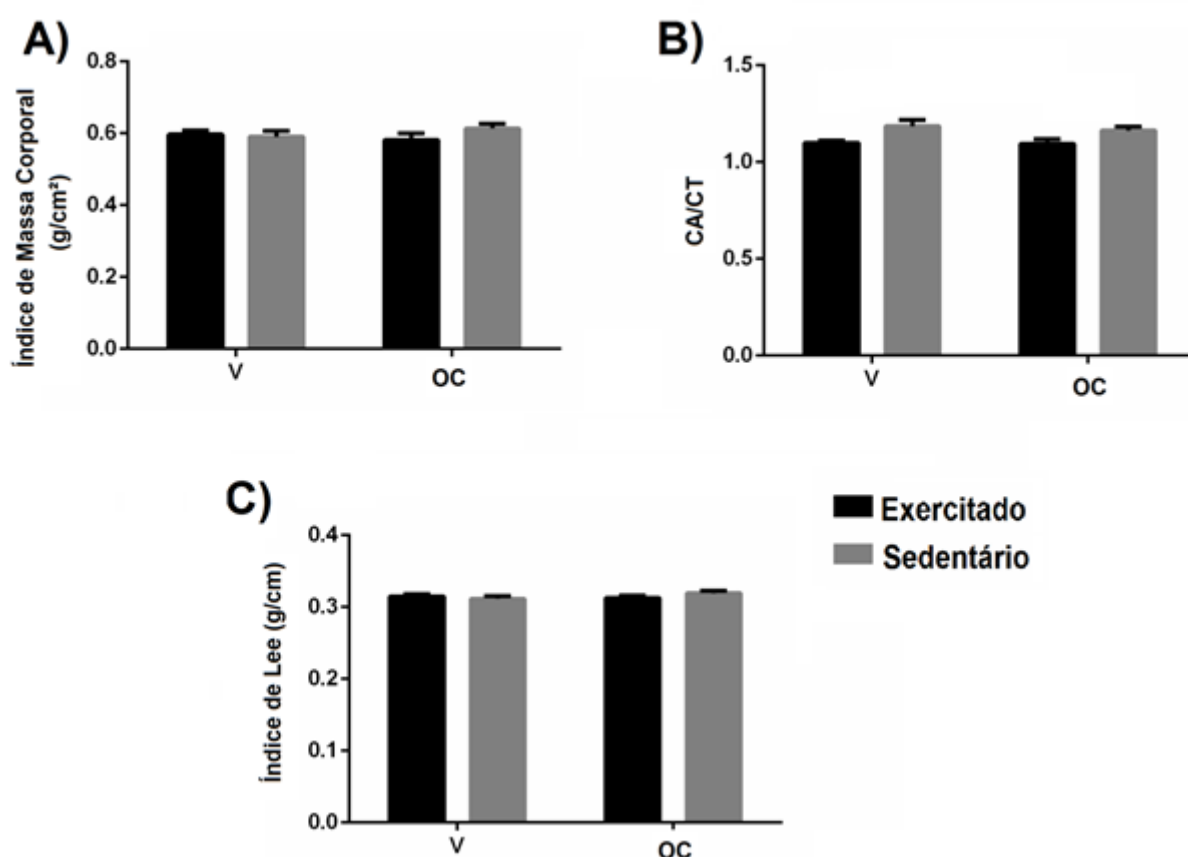 A)
Índice de Massa Corporal
(g/cm²)
0.8
0.6
0.4
0.2
0.0
V
OC
B)
CA/CT
1.5
1.0
0.5
0.0
V
OC
C)
Índice de Lee (g/cm)
0.4
0.3
0.2
0.1
0.0
V
OC
Exercitado
Sedentário